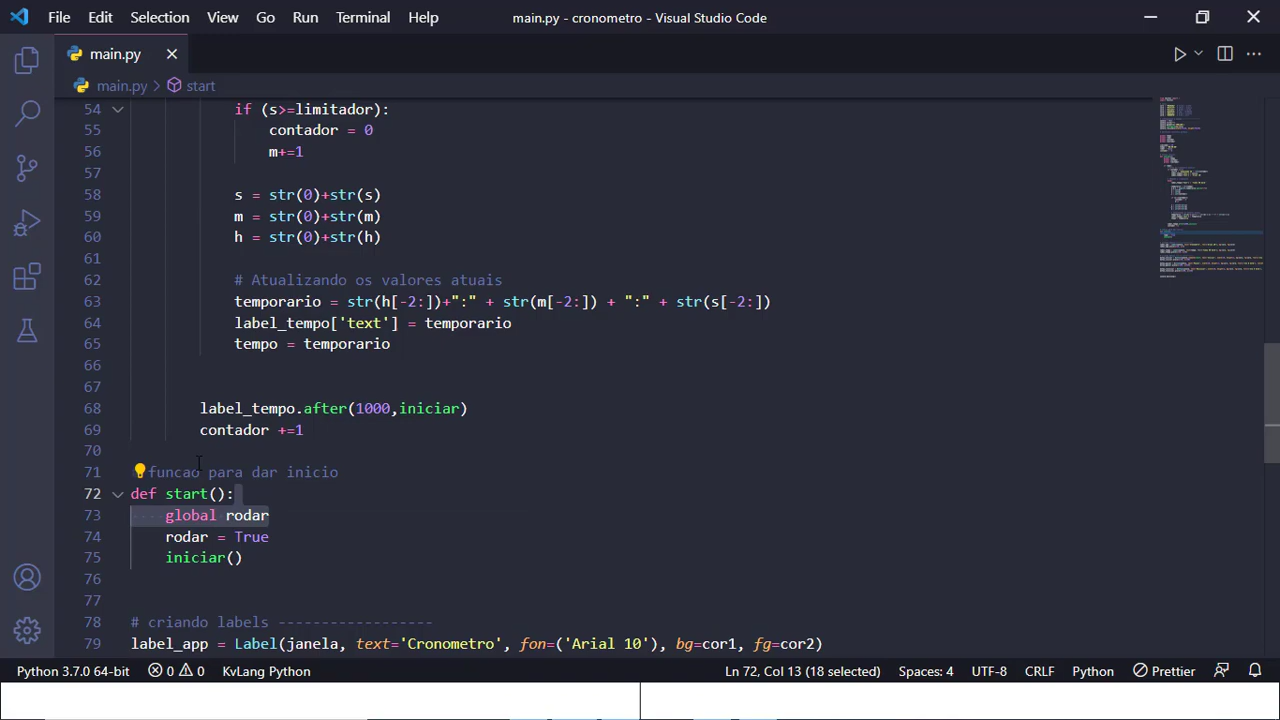 File Edit Selection View Go Run Terminal Help main.py - cronometro - Visual Studio Code
main.py
main.py > start
54 if (s>=limitador):
55 contador = 0
56 m+=1
57
58 s = str(0)+str(s)
59 m = str(0)+str(m)
60 h = str(0)+str(h)
61
62 # Atualizando os valores atuais
63 temporario = str(h[-2:])+":" + str(m[-2:]) + ":" + str(s[-2:])
64 label_tempo['text'] = temporario
65 tempo = temporario
66
67
68 label_tempo.after(1000,iniciar)
69 contador +=1
70
71 funcao para dar inicio
72 def start():
73 global rodar
74 rodar = True
75 iniciar()
76
77
78 # criando labels ------------------
79 label_app = Label(janela, text='Cronometro', fon=('Arial 10'), bg=cor1, fg=cor2)
Python 3.7.0 64-bit 0 0 KvLang Python Ln 72, Col 13 (18 selected) Spaces: 4 UTF-8 CRLF Python Prettier